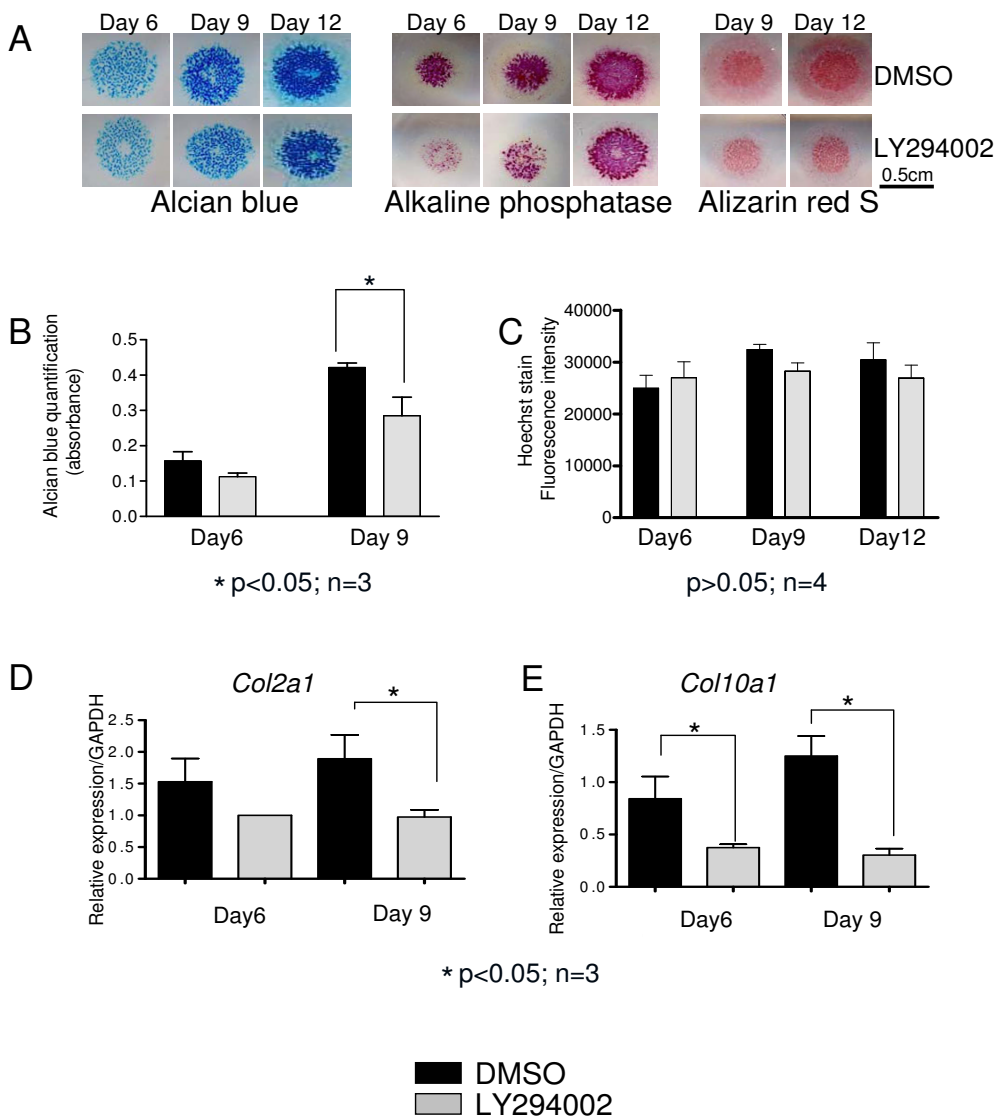 A
Day 6 Day 9 Day 12
Day 6 Day 9 Day 12
Day 9 Day 12
DMSO
LY294002
0.5cm
Alcian blue
Alkaline phosphatase
Alizarin red S
B
Alcian blue quantification
(absorbance)
0.5
0.4
0.3
0.2
0.1
0.0
*
Day6 Day 9
* p<0.05; n=3
C
Hoechst stain
Fluorescence intensity
40000
30000
20000
10000
0
Day6 Day9 Day12
p>0.05; n=4
D
Col2a1
Relative expression/GAPDH
2.5
2.0
1.5
1.0
0.5
0.0
*
Day6 Day 9
E
Col10a1
Relative expression/GAPDH
1.5
1.0
0.5
0.0
*
*
Day6 Day 9
* p<0.05; n=3
DMSO
LY294002